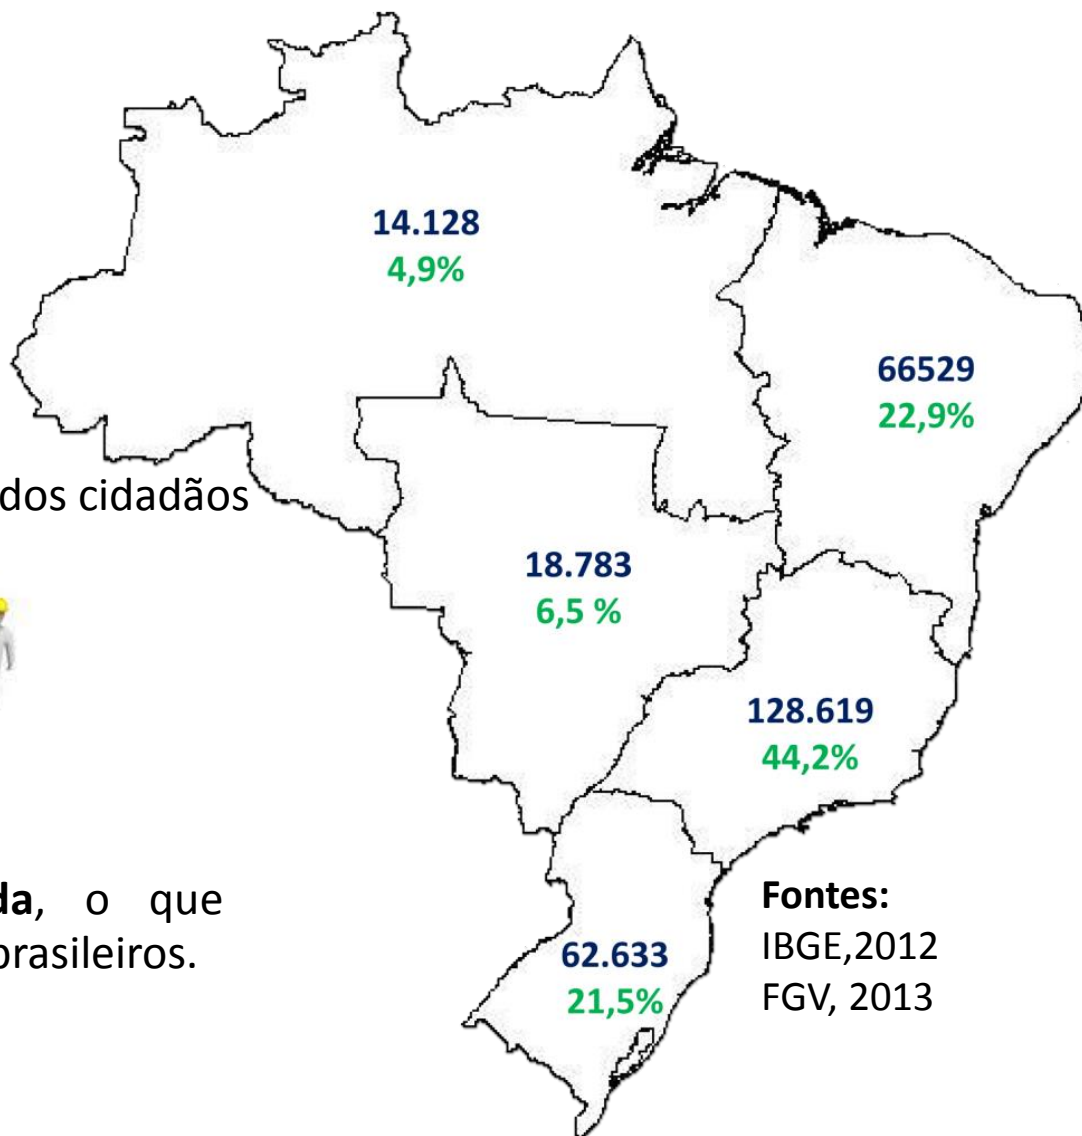 14.128
4,9%
66529
22,9%
dos cidadãos
18.783
6,5 %
128.619
44,2%
da, o que
brasileiros.
62.633
21,5%
Fontes:
IBGE,2012
FGV, 2013